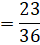 = 23/36